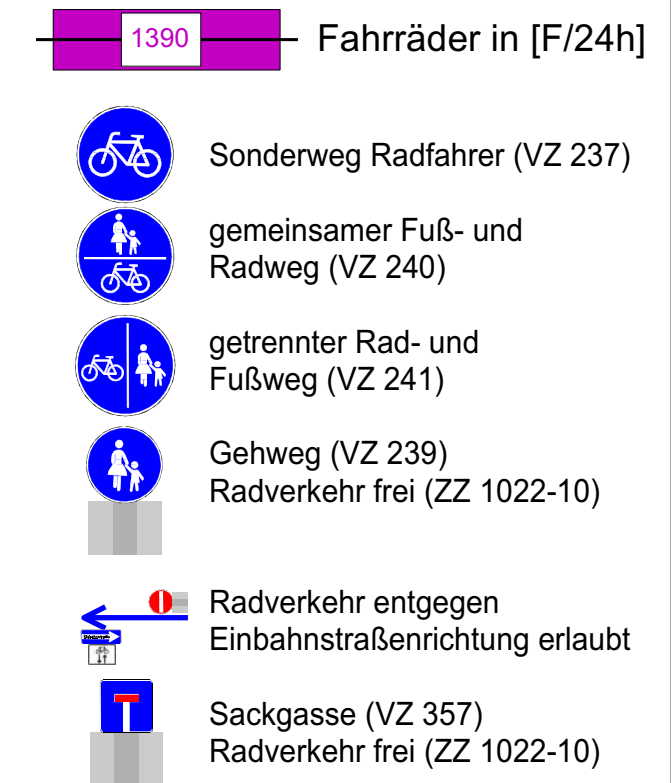 1390 Fahrräder in [F/24h]
Sonderweg Radfahrer (VZ 237)
gemeinsamer Fuß- und
Radweg (VZ 240)
getrennter Rad- und
Fußweg (VZ 241)
Gehweg (VZ 239)
Radverkehr frei (ZZ 1022-10)
Radverkehr entgegen
Einbahnstraßenrichtung erlaubt
Sackgasse (VZ 357)
Radverkehr frei (ZZ 1022-10)